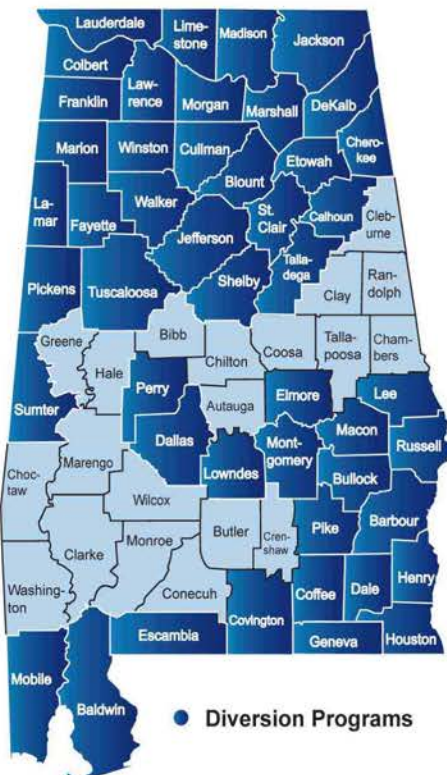 Lauderdale
Lime-
stone
Madison
Jackson
Colbert
Franklin
Law-
rence
Morgan
Marshall
DeKalb
Marion
Winston
Cullman
Etowah
Chero-
kee
La-
mar
Fayette
Walker
Blount
Jefferson
St.
Clair
Calhoun
Cleb-
urne
Pickens
Tuscaloosa
Shelby
Talla-
dega
Clay
Ran-
dolph
Greene
Hale
Bibb
Chilton
Coosa
Talla-
poosa
Cham-
bers
Sumter
Perry
Autauga
Elmore
Lee
Choc-
taw
Marengo
Dallas
Lowndes
Mont-
gomery
Macon
Russell
Bullock
Wilcox
Clarke
Monroe
Butler
Cren-
shaw
Pike
Barbour
Washing-
ton
Conecuh
Covington
Coffee
Dale
Henry
Escambia
Geneva
Houston
Mobile
Baldwin
Diversion Programs